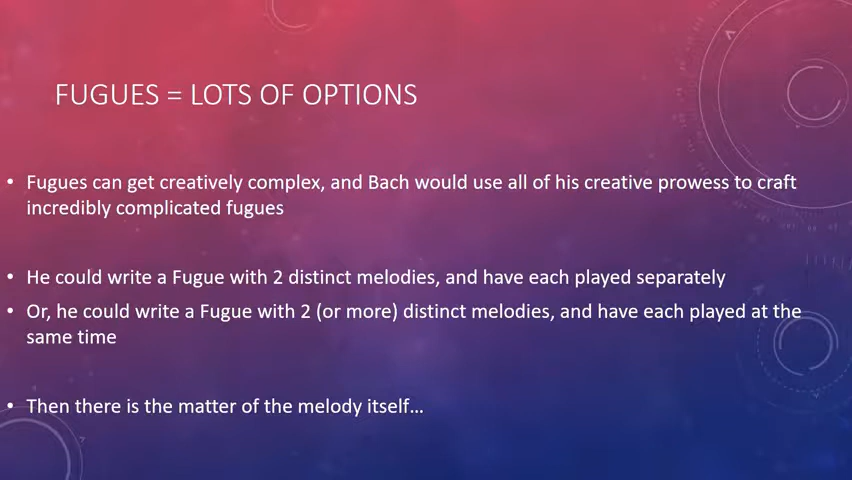 FUGUES = LOTS OF OPTIONS
• Fugues can get creatively complex, and Bach would use all of his creative prowess to craft
incredibly complicated fugues
• He could write a Fugue with 2 distinct melodies, and have each played separately
• Or, he could write a Fugue with 2 (or more) distinct melodies, and have each played at the
same time
• Then there is the matter of the melody itself…